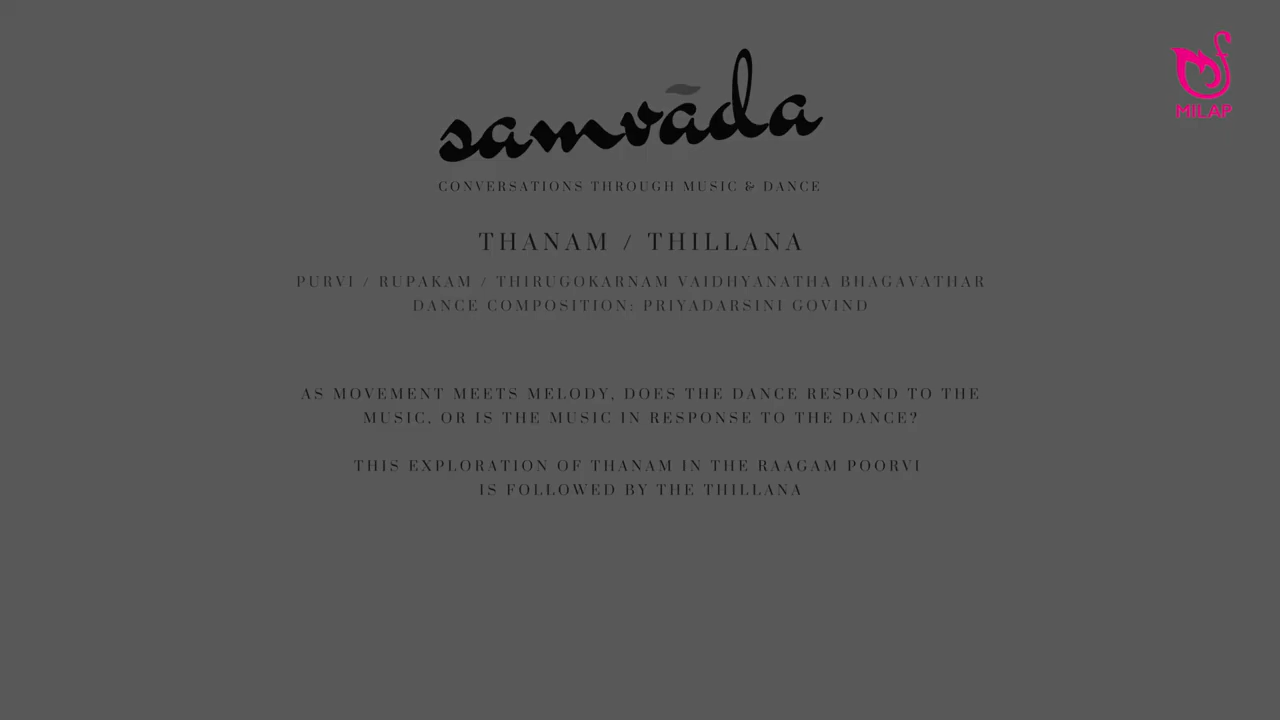 samvāda
CONVERSATIONS THROUGH MUSIC & DANCE
THANAM / THILLANA
PURVI / RUPAKAM / THIRUGOKARNAM VAIDHYANATHA BHAGAVATHAR
DANCE COMPOSITION: PRIYADARSINI GOVIND
AS MOVEMENT MEETS MELODY, DOES THE DANCE RESPOND TO THE
MUSIC, OR IS THE MUSIC IN RESPONSE TO THE DANCE?
THIS EXPLORATION OF THANAM IN THE RAAGAM POORVI
IS FOLLOWED BY THE THILLANA
MILAP